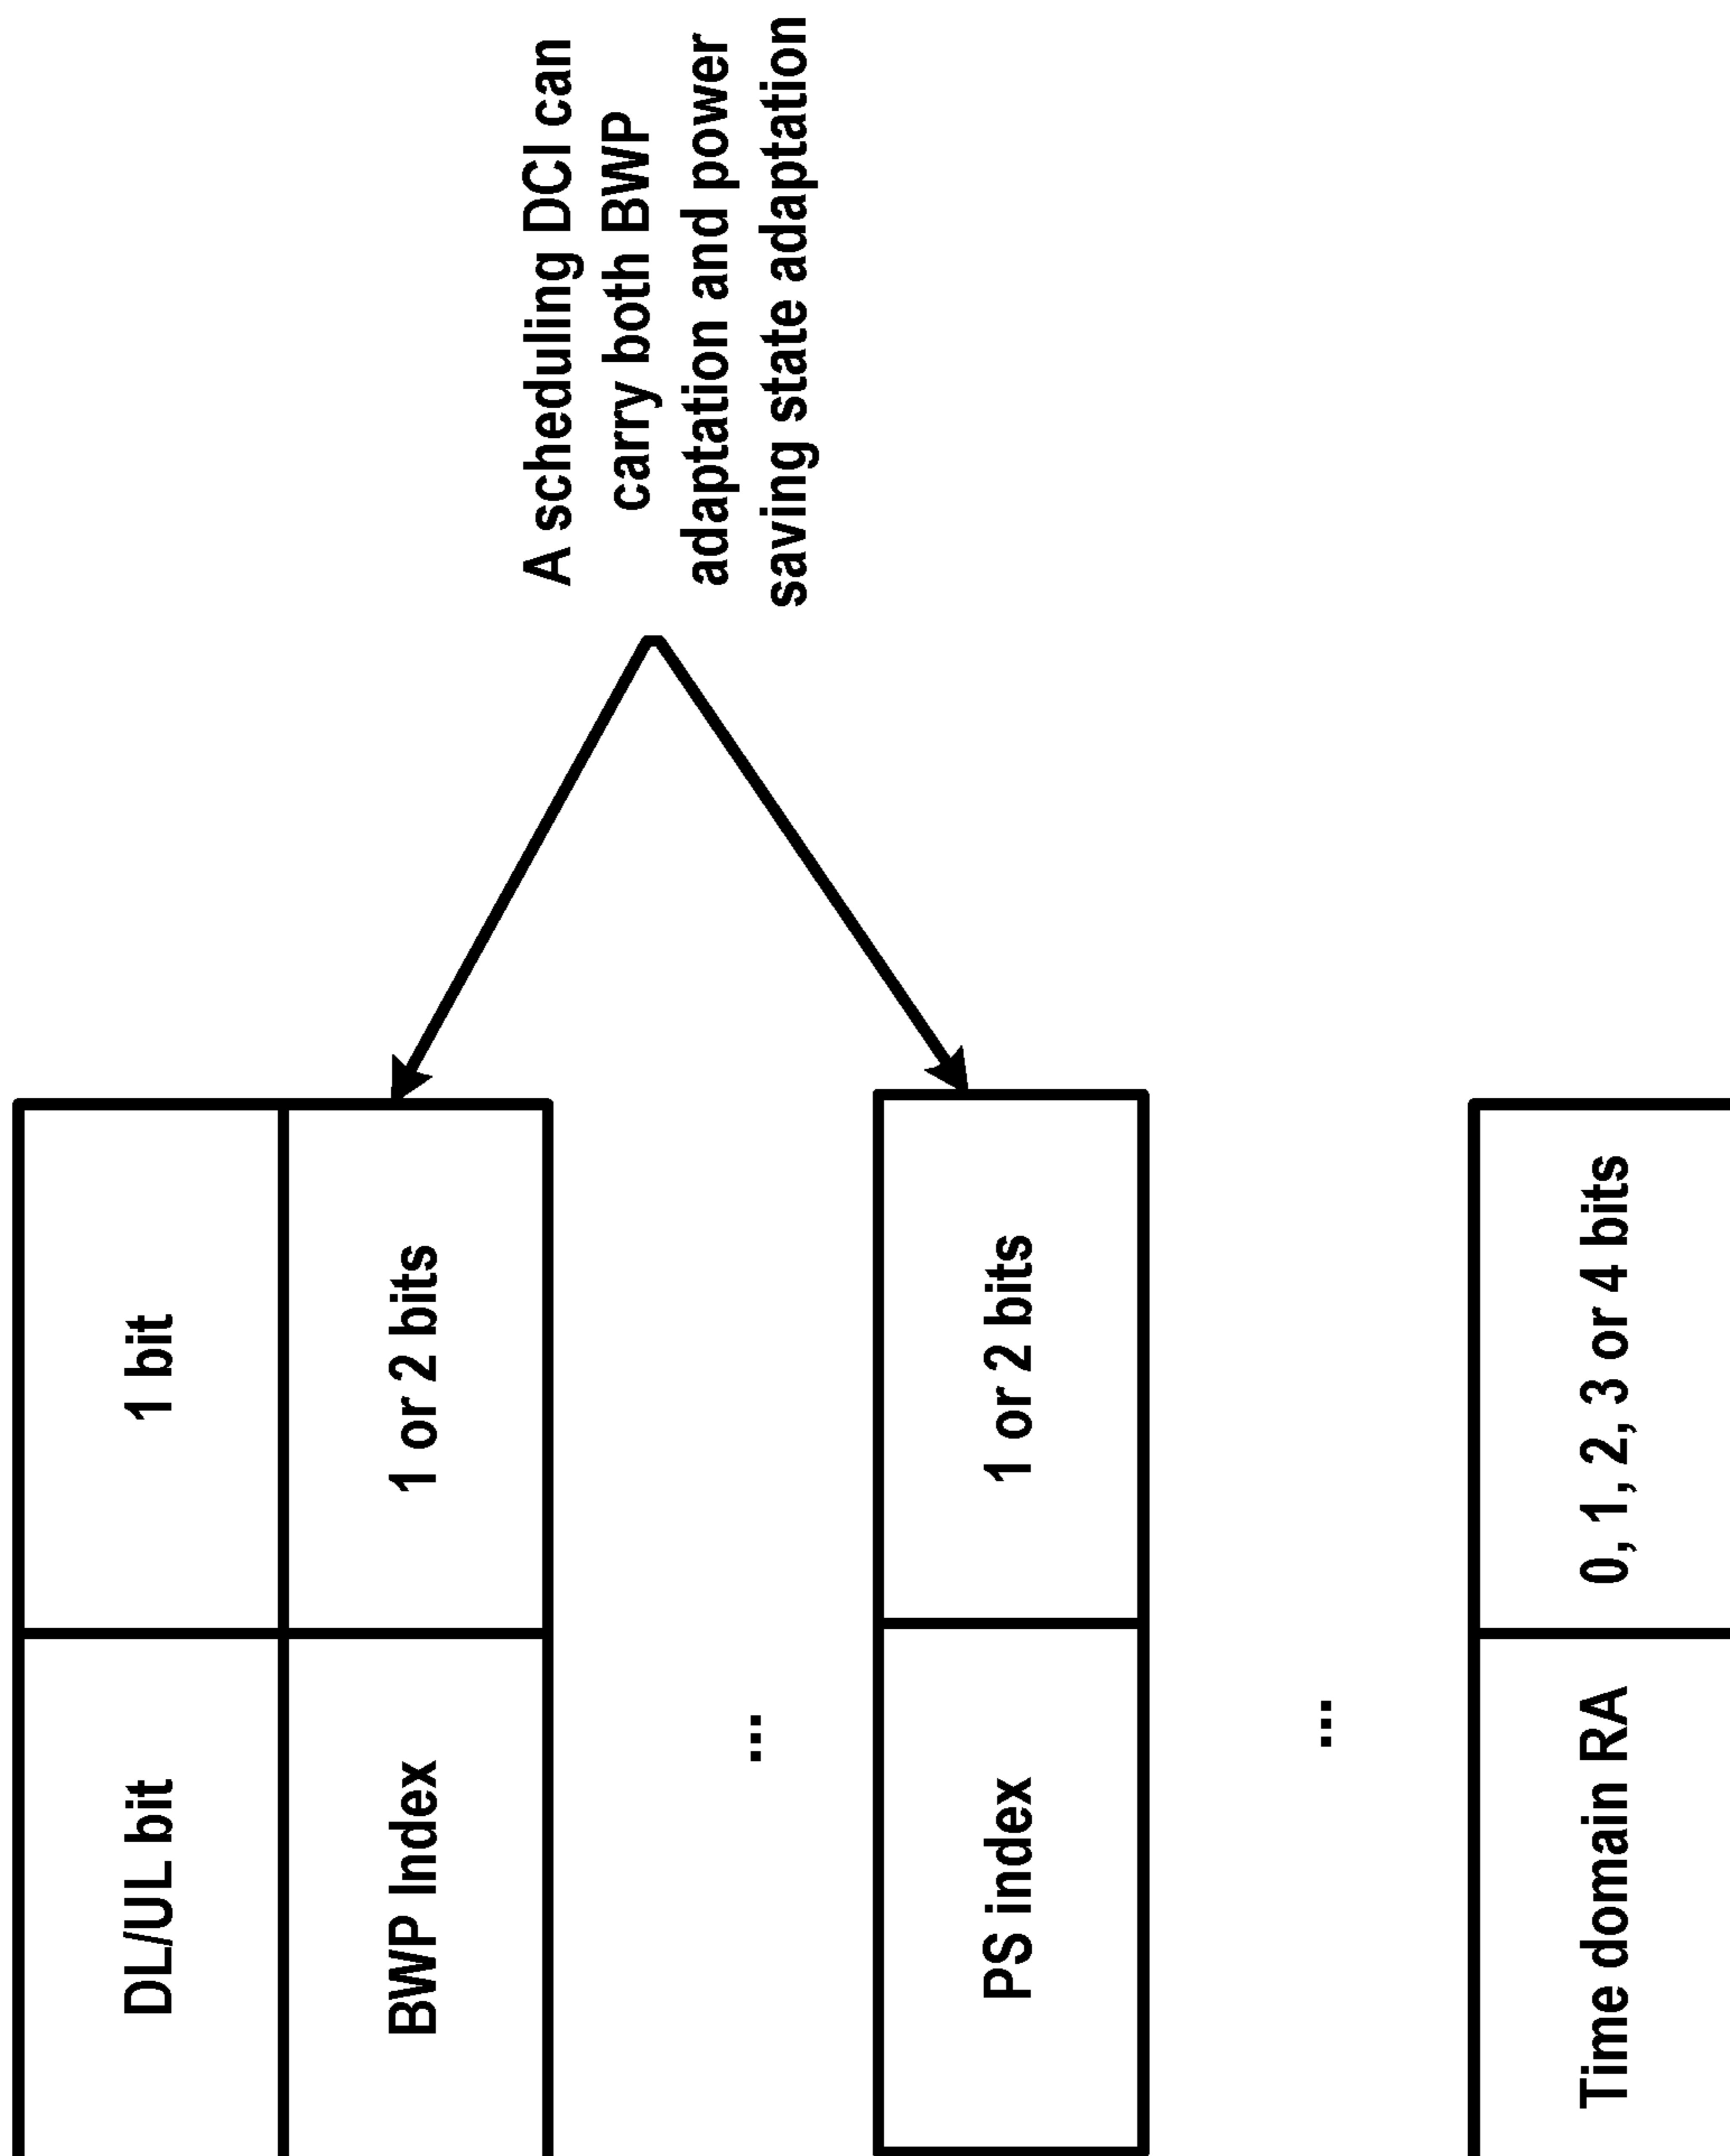 DL/UL bit
1 bit
BWP Index
1 or 2 bits
...
PS index
1 or 2 bits
...
Time domain RA
0, 1, 2, 3 or 4 bits
A scheduling DCI can
carry both BWP
adaptation and power
saving state adaptation